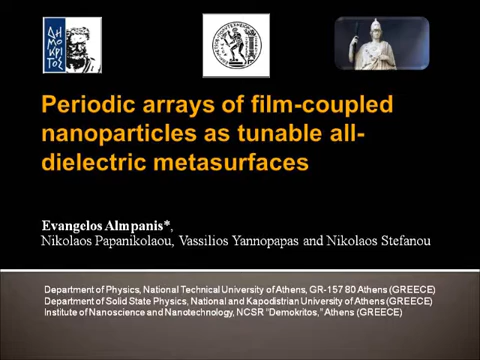 ΔΗΜΟ
ΚΡΙΤΟΣ
Periodic arrays of film-coupled
nanoparticles as tunable all-
dielectric metasurfaces
Evangelos Almpanis*,
Nikolaos Papanikolaou, Vassilios Yannopapas and Nikolaos Stefanou
Department of Physics, National Technical University of Athens, GR-157 80 Athens (GREECE)
Department of Solid State Physics, National and Kapodistrian University of Athens (GREECE)
Institute of Nanoscience and Nanotechnology, NCSR "Demokritos," Athens (GREECE)